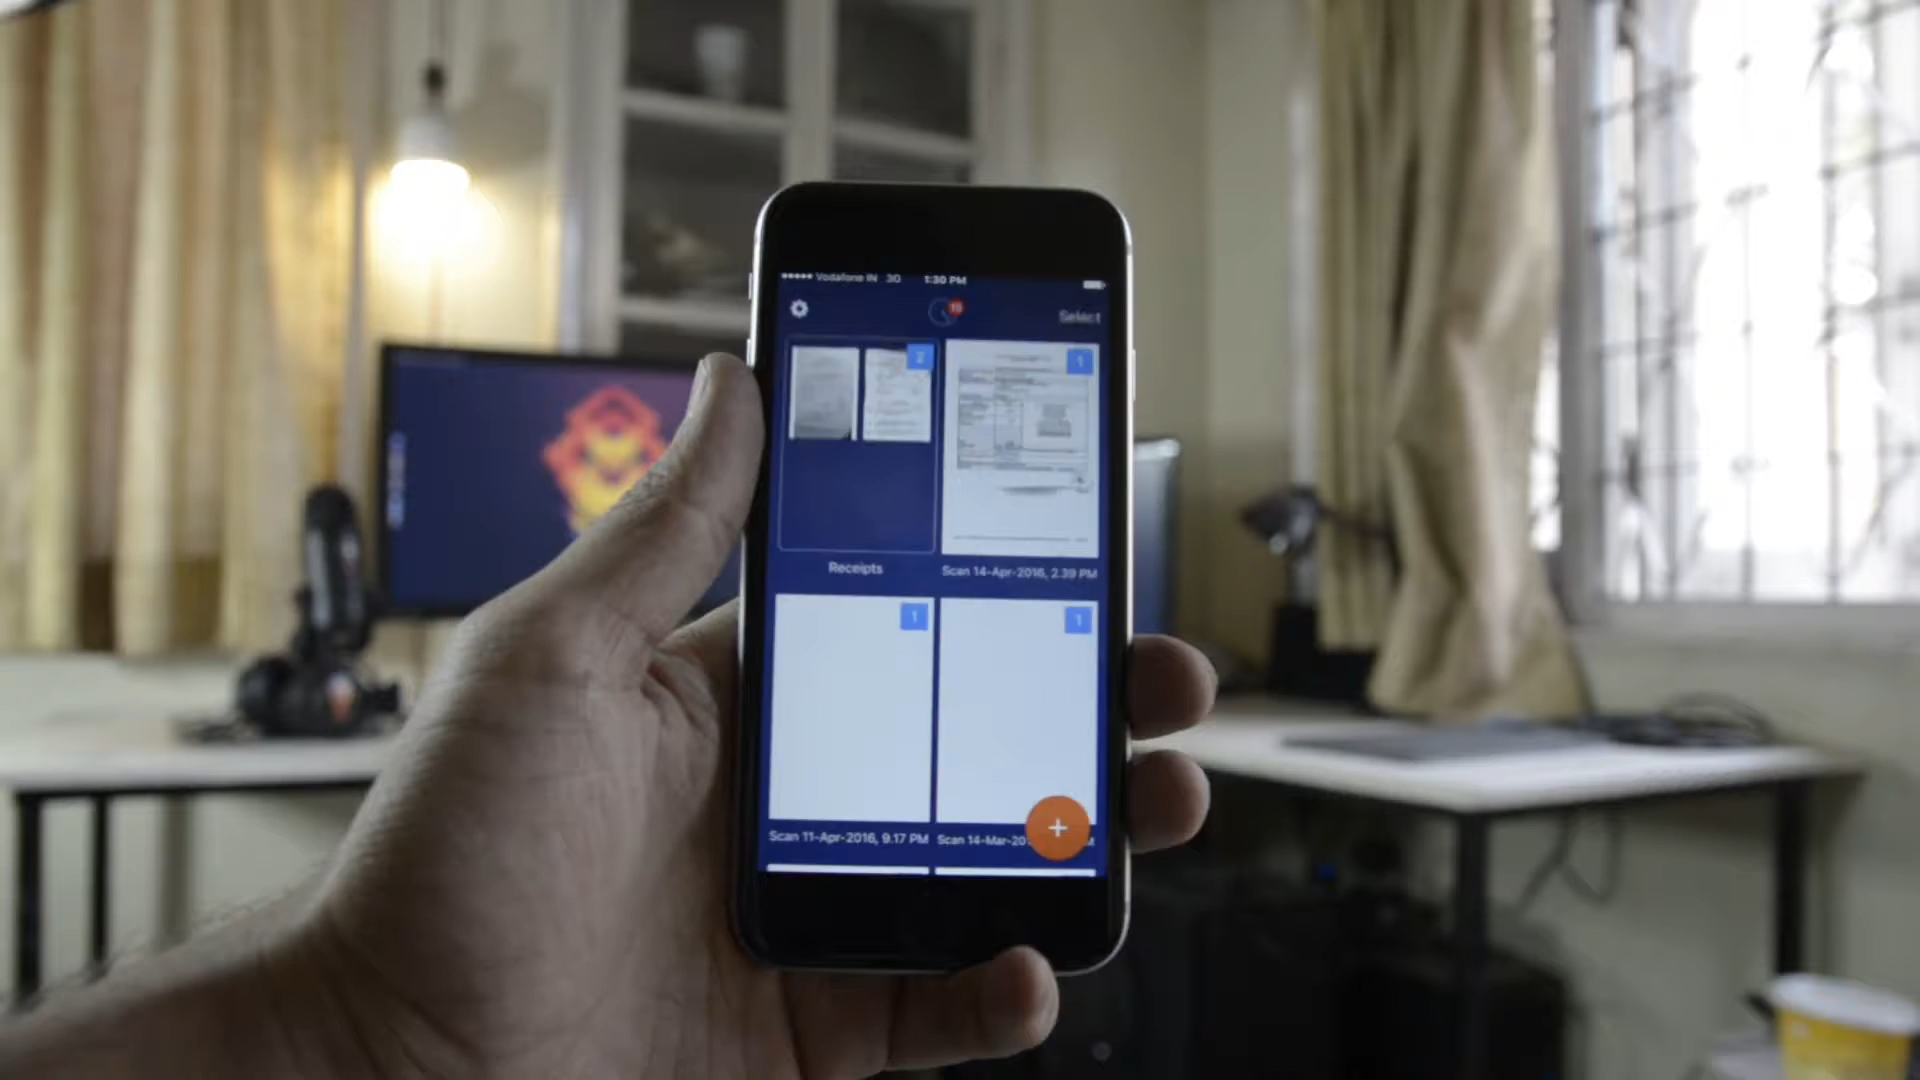 Vodafone IN 3G 1:30 PM
Select
2
1
Receipts
Scan 14-Apr-2016, 2.39 PM
1
1
Scan 11-Apr-2016, 9.17 PM
Scan 14-Mar-20
+